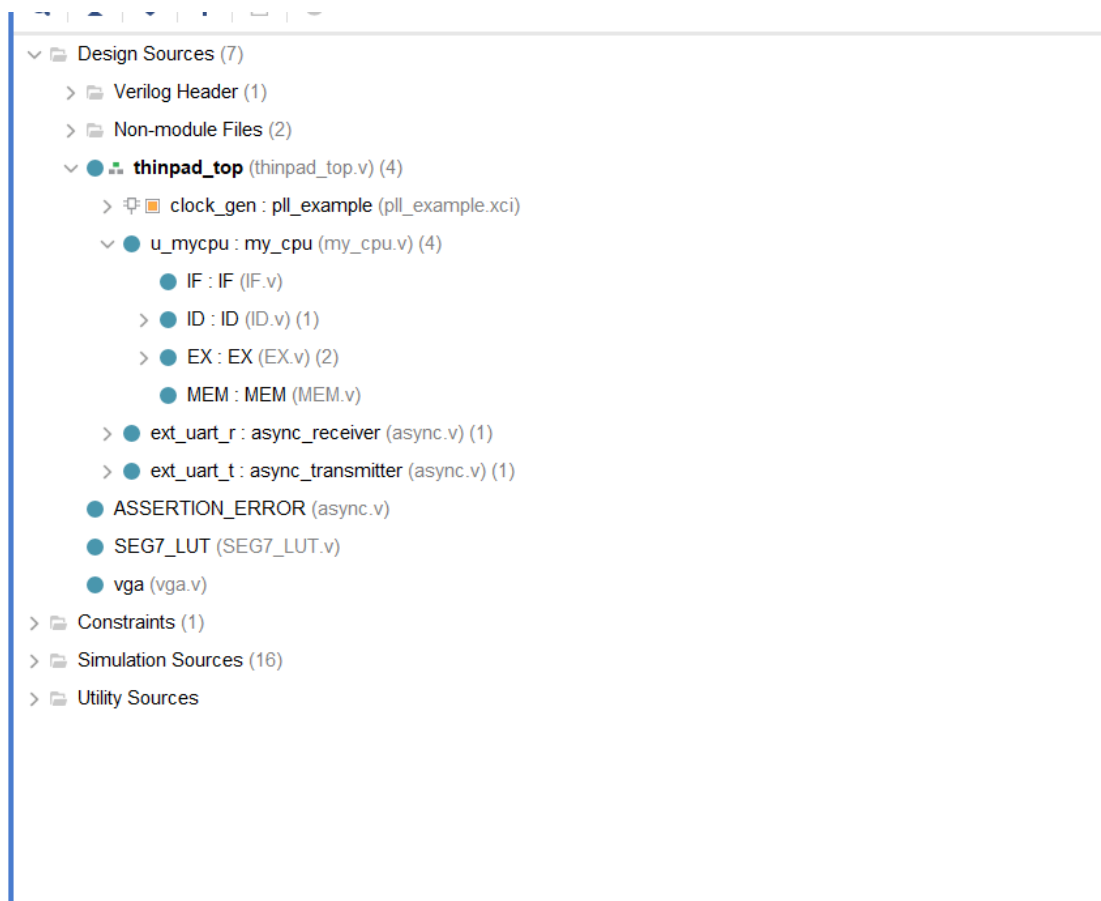 Design Sources (7)
Verilog Header (1)
Non-module Files (2)
thinpad_top (thinpad_top.v) (4)
clock_gen : pll_example (pll_example.xci)
u_mycpu : my_cpu (my_cpu.v) (4)
IF : IF (IF.v)
ID : ID (ID.v) (1)
EX : EX (EX.v) (2)
MEM : MEM (MEM.v)
ext_uart_r : async_receiver (async.v) (1)
ext_uart_t : async_transmitter (async.v) (1)
ASSERTION_ERROR (async.v)
SEG7_LUT (SEG7_LUT.v)
vga (vga.v)
Constraints (1)
Simulation Sources (16)
Utility Sources